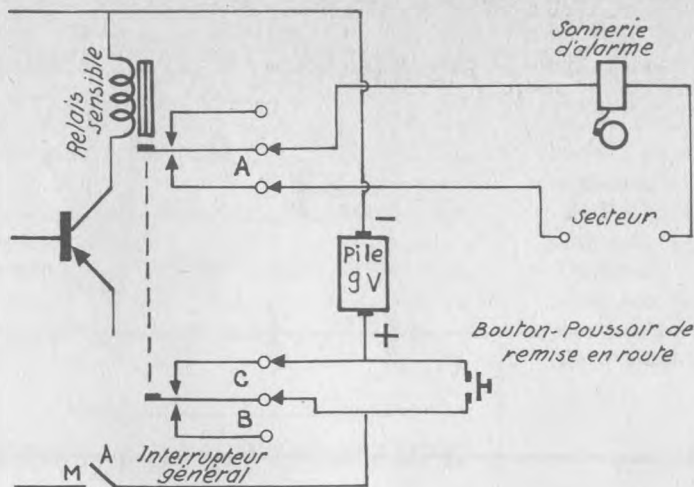 Sonnerie
d'alarme
Relais
sensible
A
Secteur
-
Pile
9 V
+
Bouton-Poussoir de
remise en route
C
B
A
M
Interrupteur
général